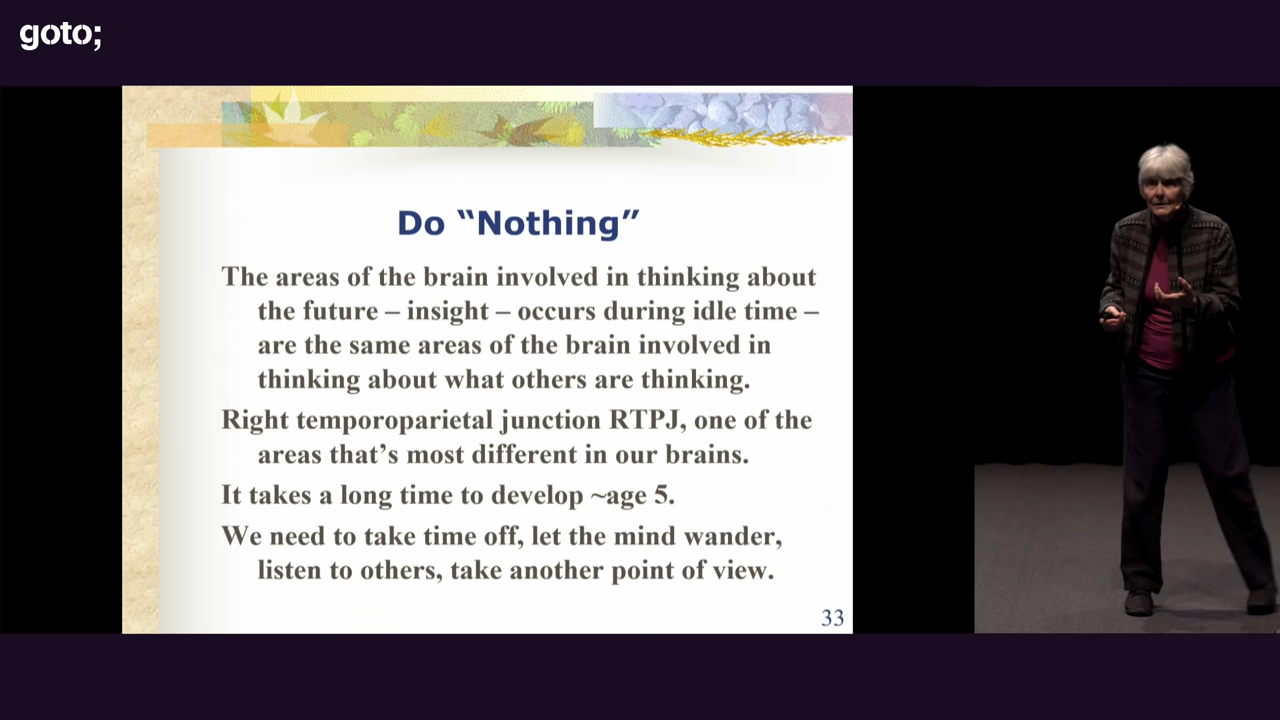 goto;
Do “Nothing”
The areas of the brain involved in thinking about
the future – insight – occurs during idle time –
are the same areas of the brain involved in
thinking about what others are thinking.
Right temporoparietal junction RTPJ, one of the
areas that’s most different in our brains.
It takes a long time to develop ~age 5.
We need to take time off, let the mind wander,
listen to others, take another point of view.
33